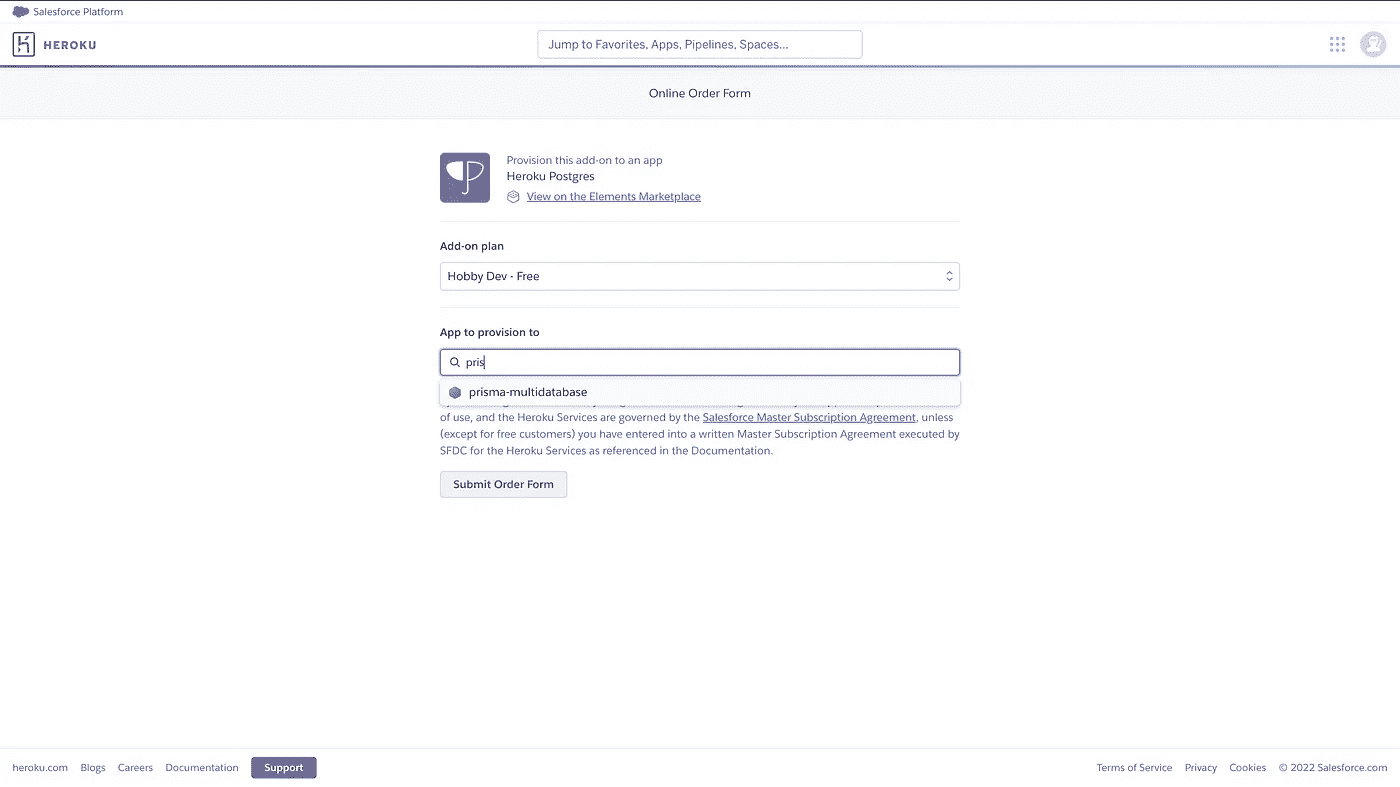 Salesforce Platform
HEROKU
Jump to Favorites, Apps, Pipelines, Spaces...
Online Order Form
Provision this add-on to an app
Heroku Postgres
View on the Elements Marketplace
Add-on plan
Hobby Dev - Free
App to provision to
pris
prisma-multidatabase
of use, and the Heroku Services are governed by the Salesforce Master Subscription Agreement, unless
(except for free customers) you have entered into a written Master Subscription Agreement executed by
SFDC for the Heroku Services as referenced in the Documentation.
Submit Order Form
heroku.com Blogs Careers Documentation Support Terms of Service Privacy Cookies © 2022 Salesforce.com